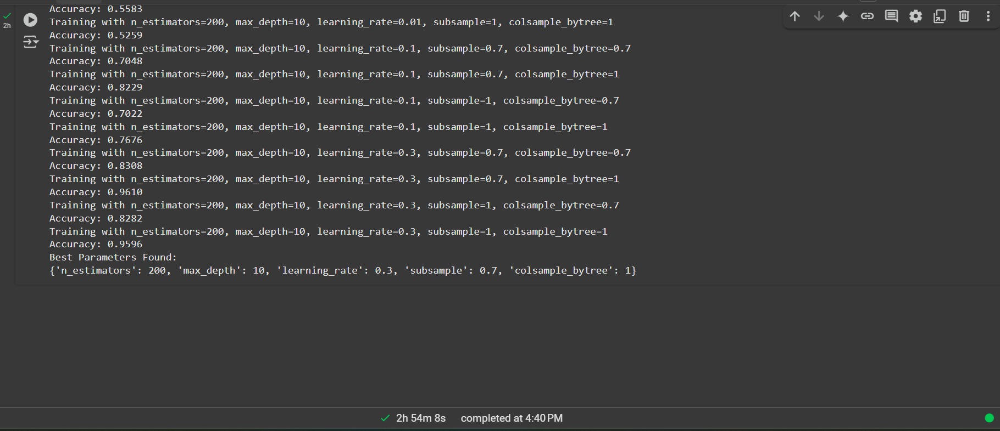 Accuracy: 0.5583
2h
Training with n_estimators=200, max_depth=10, learning_rate=0.01, subsample=1, colsample_bytree=1
Accuracy: 0.5259
Training with n_estimators=200, max_depth=10, learning_rate=0.1, subsample=0.7, colsample_bytree=0.7
Accuracy: 0.7048
Training with n_estimators=200, max_depth=10, learning_rate=0.1, subsample=0.7, colsample_bytree=1
Accuracy: 0.8229
Training with n_estimators=200, max_depth=10, learning_rate=0.1, subsample=1, colsample_bytree=0.7
Accuracy: 0.7022
Training with n_estimators=200, max_depth=10, learning_rate=0.1, subsample=1, colsample_bytree=1
Accuracy: 0.7676
Training with n_estimators=200, max_depth=10, learning_rate=0.3, subsample=0.7, colsample_bytree=0.7
Accuracy: 0.8308
Training with n_estimators=200, max_depth=10, learning_rate=0.3, subsample=0.7, colsample_bytree=1
Accuracy: 0.9610
Training with n_estimators=200, max_depth=10, learning_rate=0.3, subsample=1, colsample_bytree=0.7
Accuracy: 0.8282
Training with n_estimators=200, max_depth=10, learning_rate=0.3, subsample=1, colsample_bytree=1
Accuracy: 0.9596
Best Parameters Found:
{'n_estimators': 200, 'max_depth': 10, 'learning_rate': 0.3, 'subsample': 0.7, 'colsample_bytree': 1}
2h 54m 8s completed at 4:40 PM